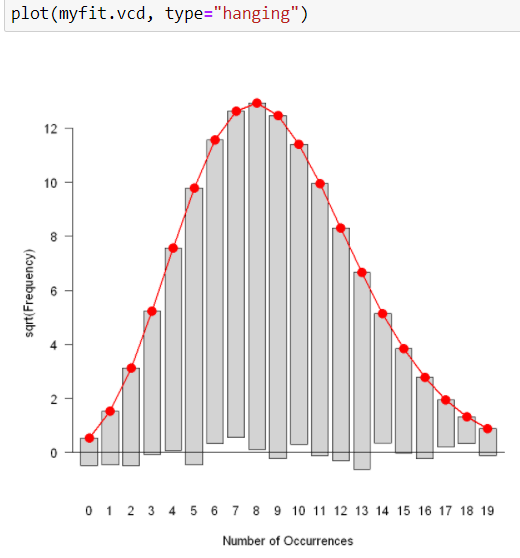 plot(myfit.vcd, type="hanging")
12
10
8
6
4
2
0
sqrt(Frequency)
0 1 2 3 4 5 6 7 8 9 10 11 12 13 14 15 16 17 18 19
Number of Occurrences